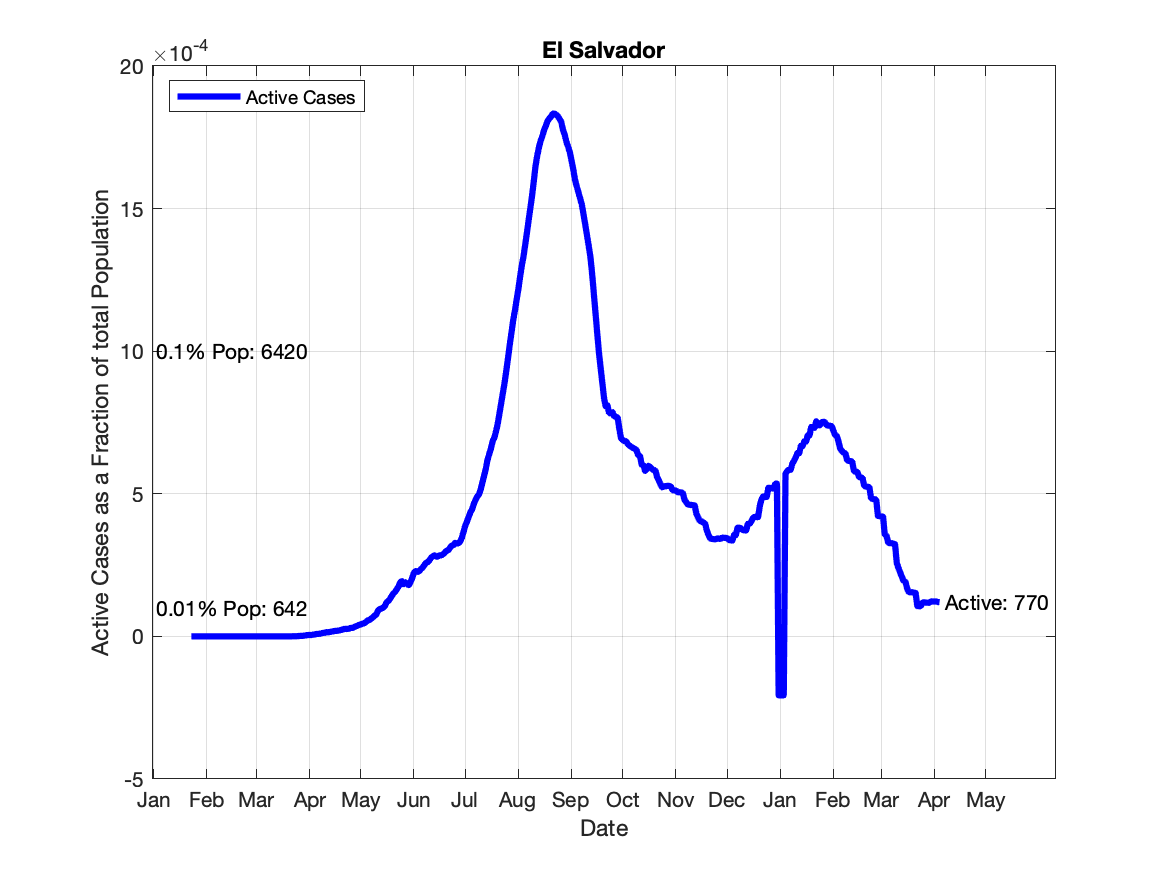 El Salvador
×10-4
20
Active Cases
15
10
0.1% Pop: 6420
5
0.01% Pop: 642
0
Active: 770
-5
Active Cases as a Fraction of total Population
Jan Feb Mar Apr May Jun Jul Aug Sep Oct Nov Dec Jan Feb Mar Apr May
Date